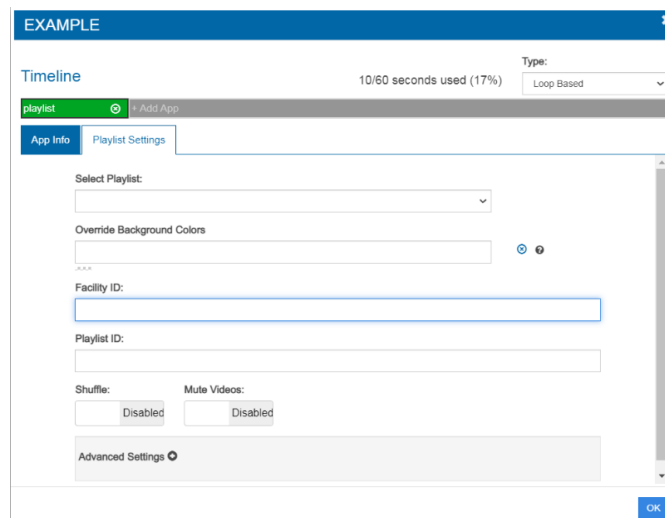 EXAMPLE
Timeline
10/60 seconds used (17%)
Type:
Loop Based
playlist
+ Add App
App Info
Playlist Settings
Select Playlist:
Override Background Colors
Facility ID:
Playlist ID:
Shuffle:
Mute Videos:
Disabled
Disabled
Advanced Settings
OK